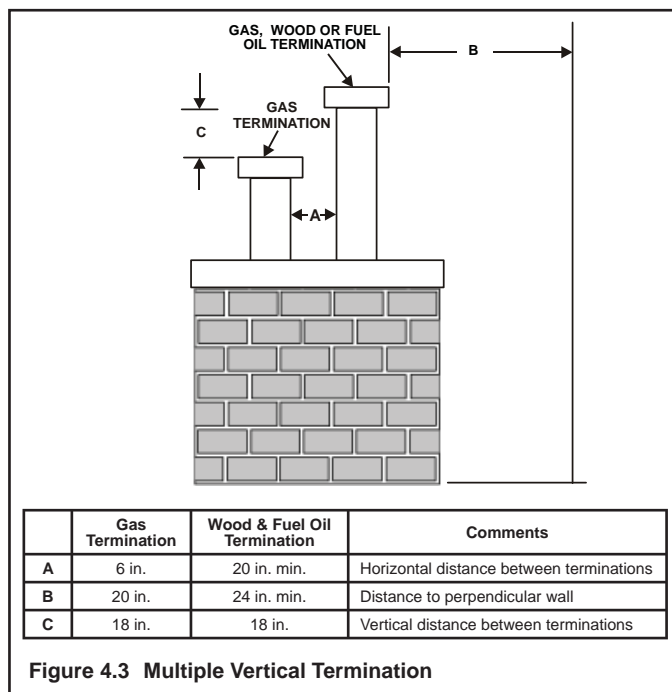 GAS, WOOD OR FUEL
OIL TERMINATION
B
GAS
TERMINATION
C
A
Gas Termination | Wood & Fuel Oil Termination | Comments
A | 6 in. | 20 in. min. | Horizontal distance between terminations
B | 20 in. | 24 in. min. | Distance to perpendicular wall
C | 18 in. | 18 in. | Vertical distance between terminations
Figure 4.3 Multiple Vertical Termination